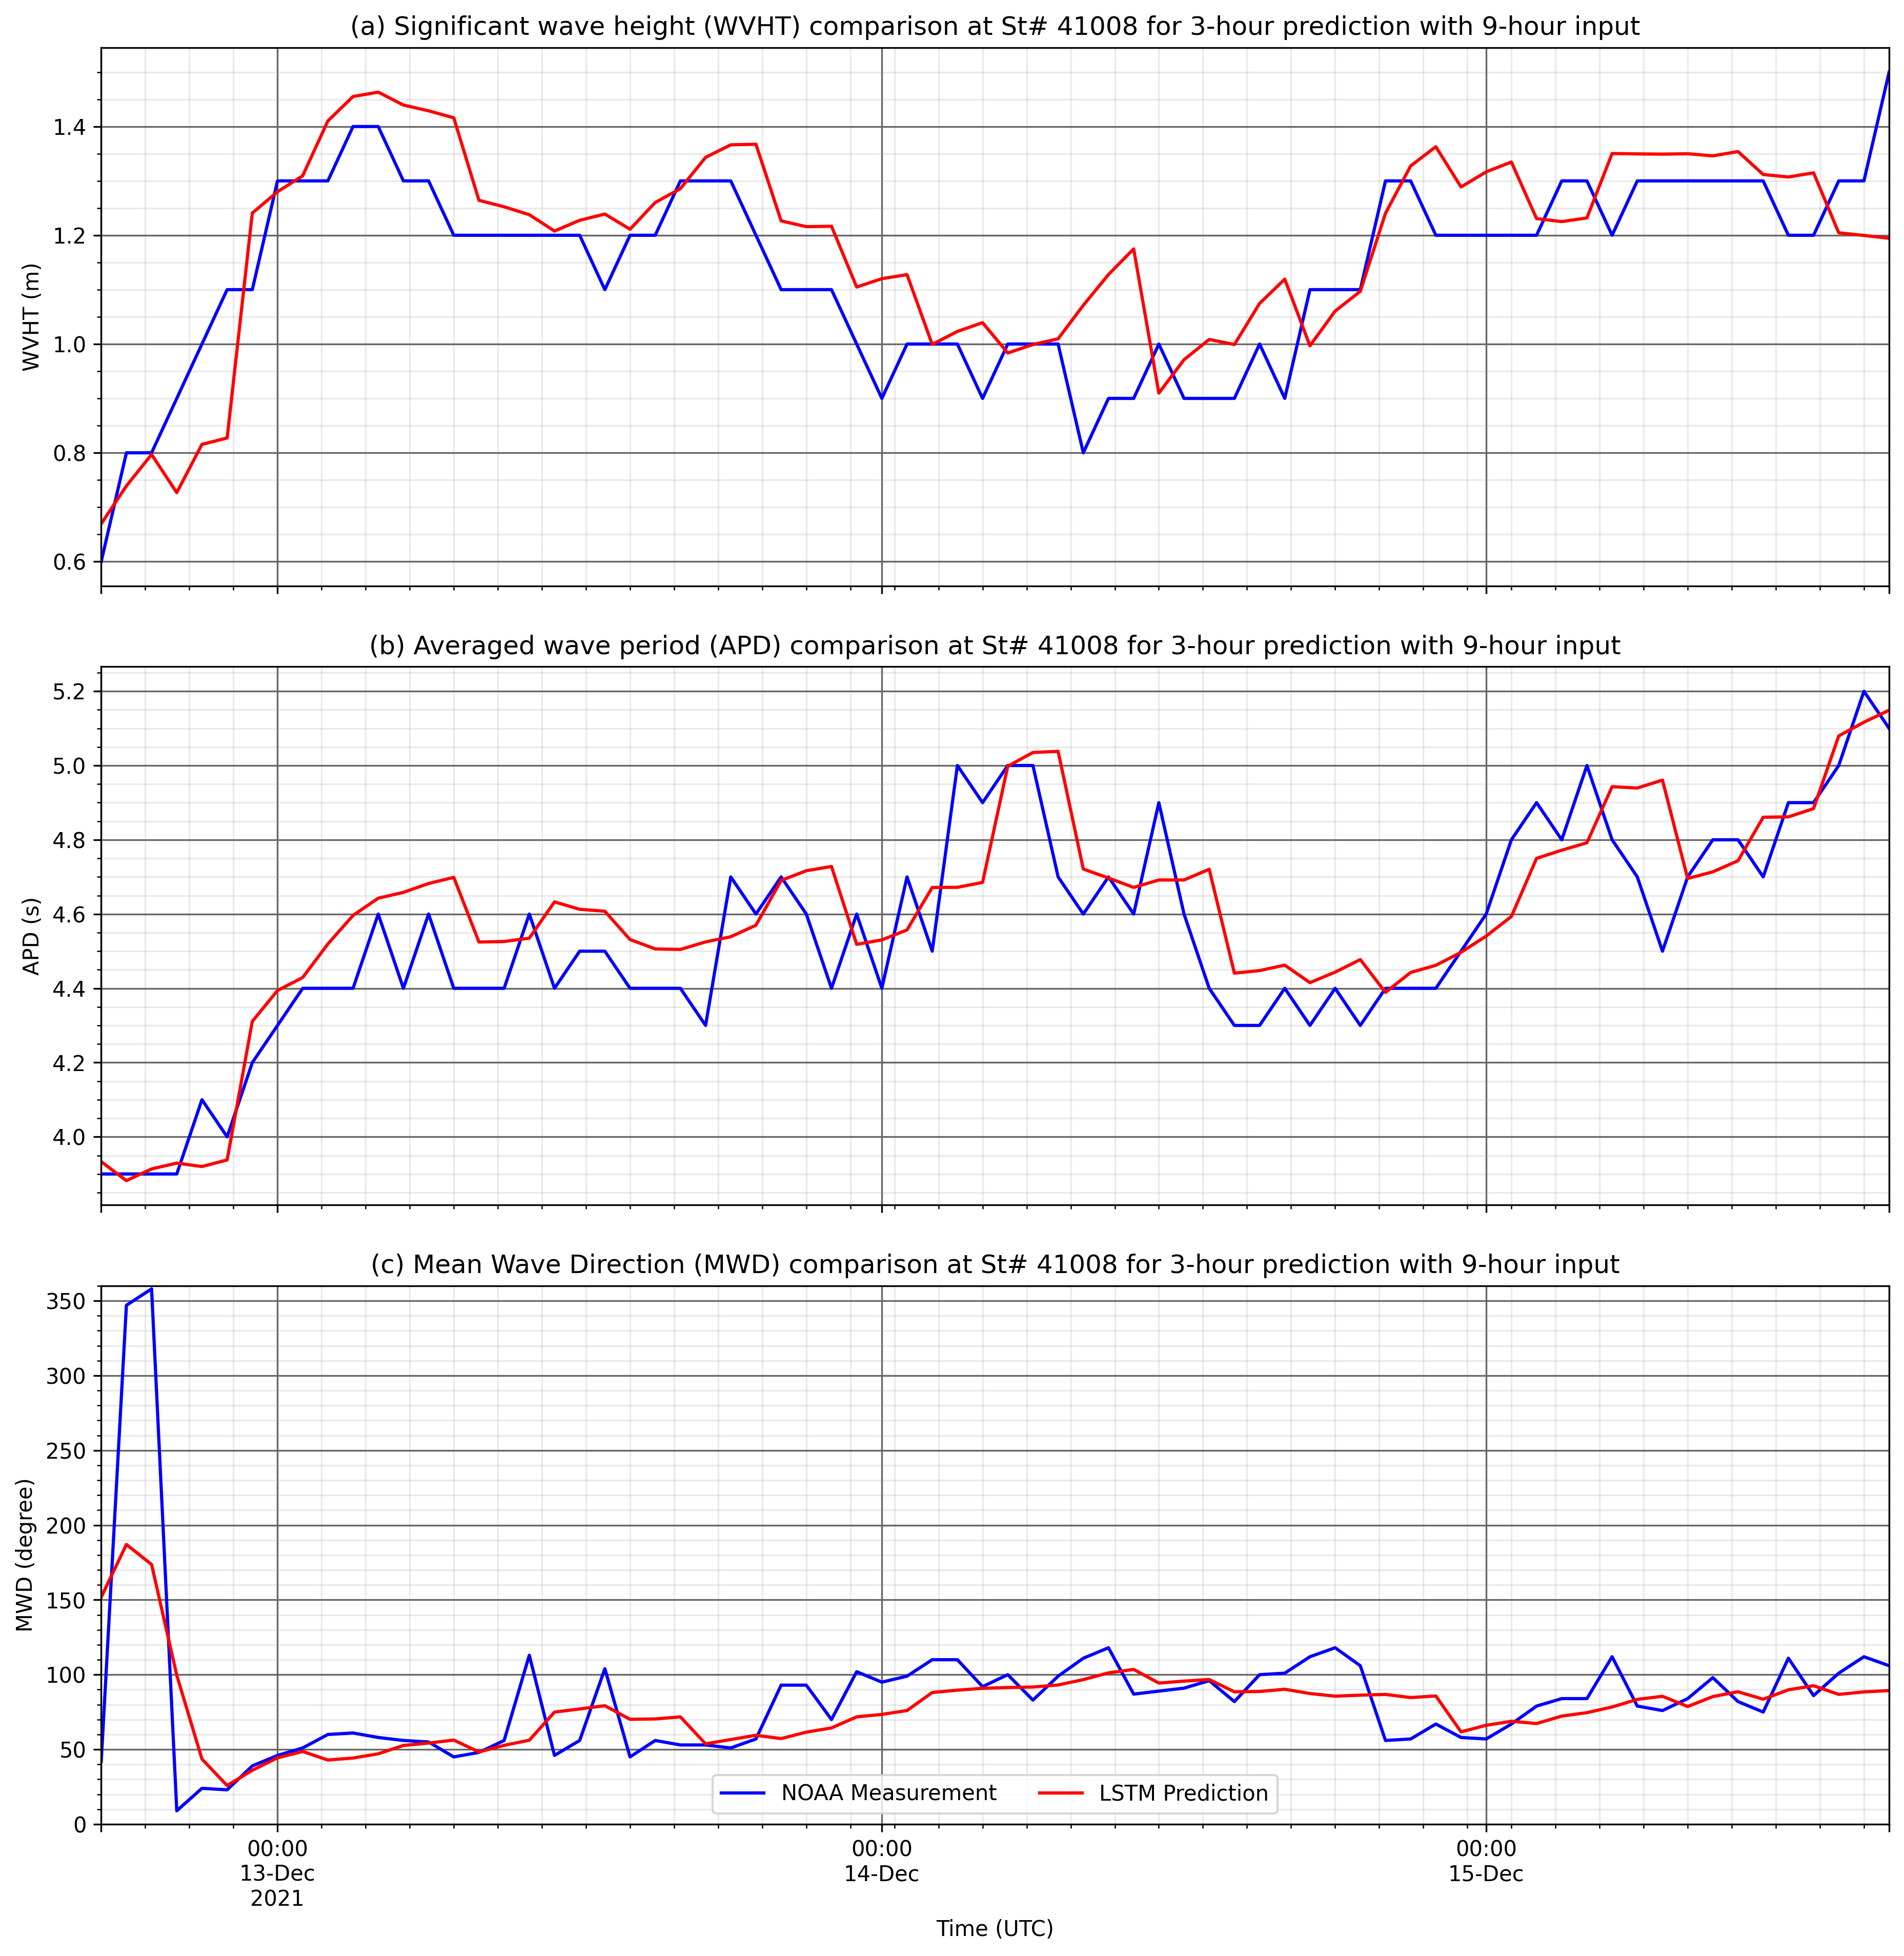 (a) Significant wave height (WVHT) comparison at St# 41008 for 3-hour prediction with 9-hour input
1.4
1.2
1.0
0.8
0.6
WVHT (m)
(b) Averaged wave period (APD) comparison at St# 41008 for 3-hour prediction with 9-hour input
5.2
5.0
4.8
4.6
4.4
4.2
4.0
APD (s)
(c) Mean Wave Direction (MWD) comparison at St# 41008 for 3-hour prediction with 9-hour input
350
300
250
200
150
100
50
0
MWD (degree)
NOAA Measurement LSTM Prediction
00:00 00:00 00:00
13-Dec 14-Dec 15-Dec
2021
Time (UTC)